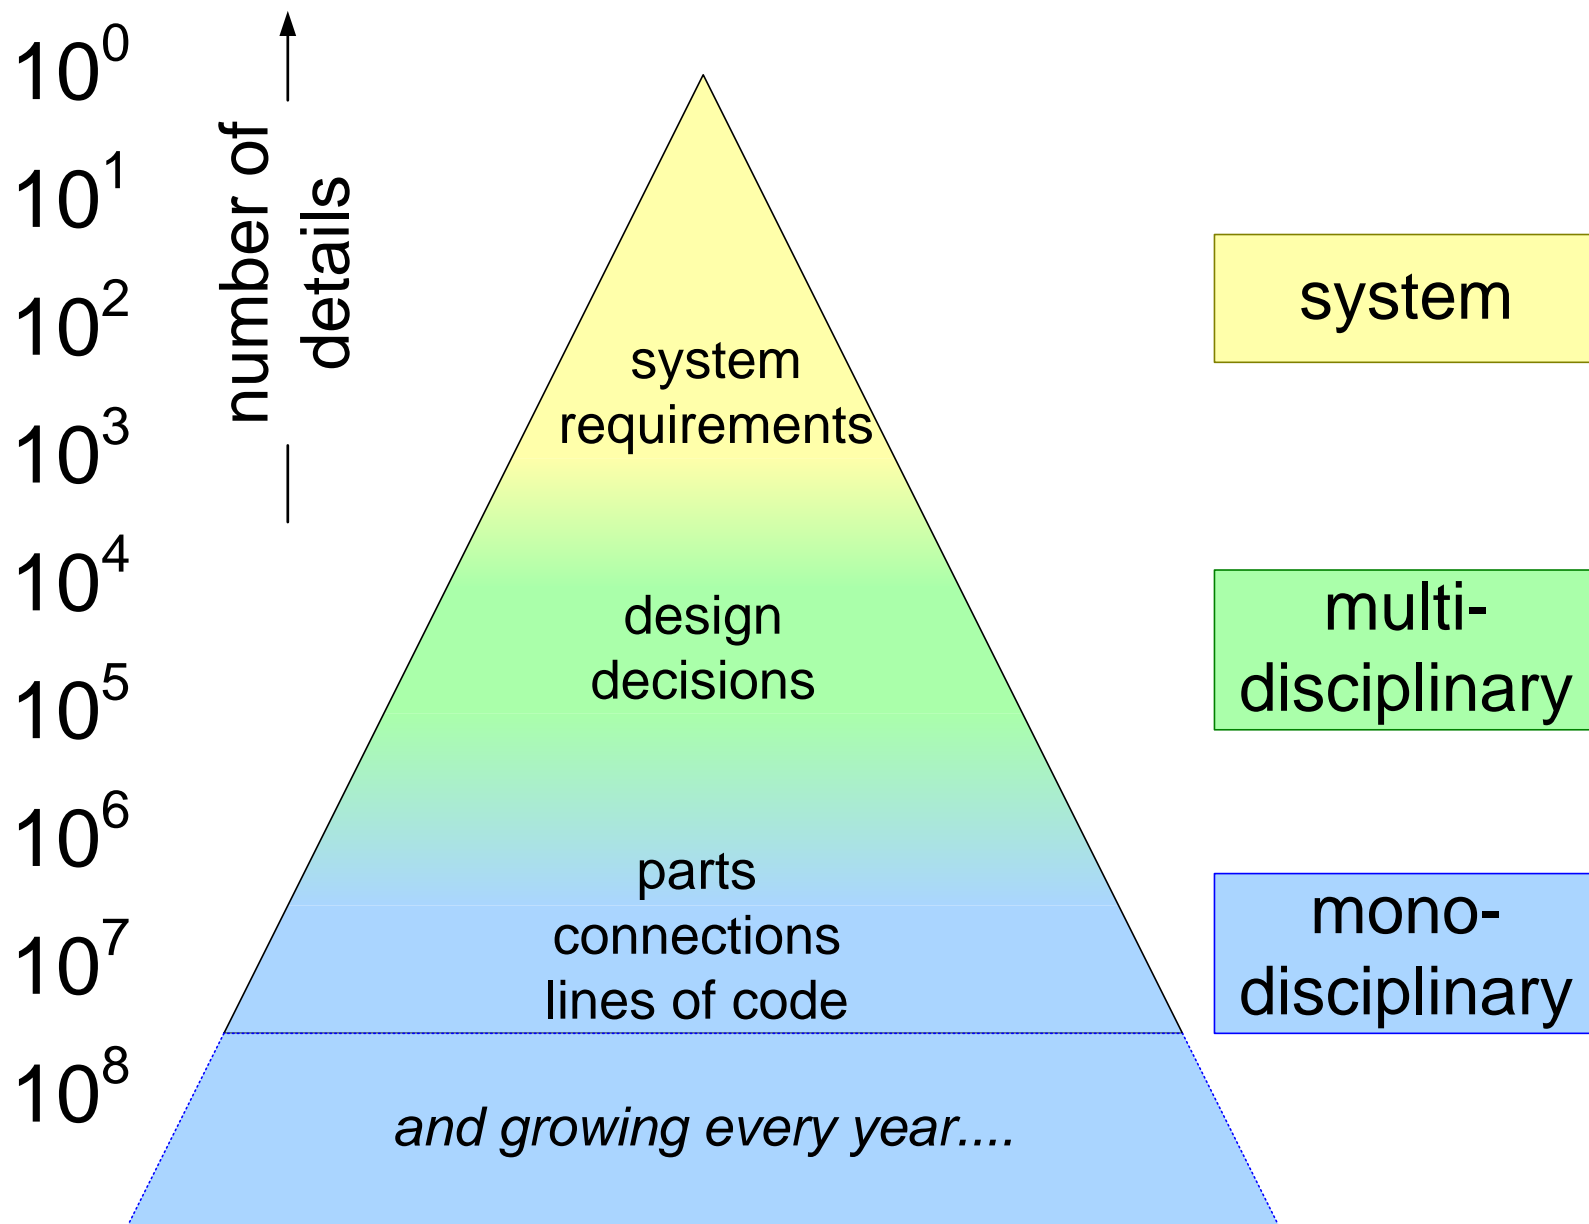 10^0
10^1
10^2
10^3
10^4
10^5
10^6
10^7
10^8
number of
details
system
requirements
design
decisions
parts
connections
lines of code
and growing every year....
system
multi-
disciplinary
mono-
disciplinary